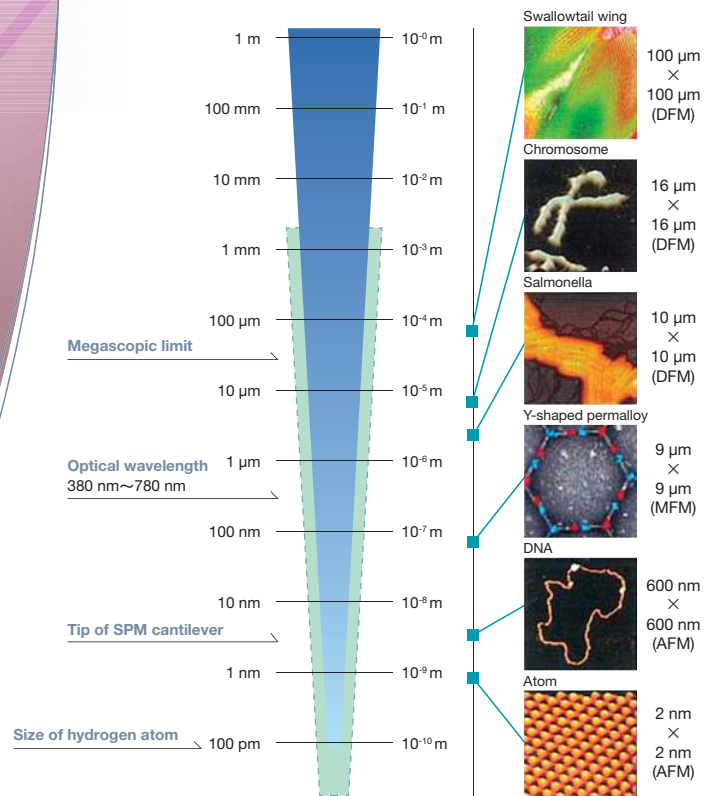 1 m
10⁻⁰ m
100 mm
10⁻¹ m
10 mm
10⁻² m
1 mm
10⁻³ m
100 µm
10⁻⁴ m
Megascopic limit
10 µm
10⁻⁵ m
Optical wavelength
380 nm～780 nm
1 µm
10⁻⁶ m
100 nm
10⁻⁷ m
10 nm
10⁻⁸ m
Tip of SPM cantilever
1 nm
10⁻⁹ m
Size of hydrogen atom
100 pm
10⁻¹⁰ m
Swallowtail wing
100 µm
×
100 µm
(DFM)
Chromosome
16 µm
×
16 µm
(DFM)
Salmonella
10 µm
×
10 µm
(DFM)
Y-shaped permalloy
9 µm
×
9 µm
(MFM)
DNA
600 nm
×
600 nm
(AFM)
Atom
2 nm
×
2 nm
(AFM)